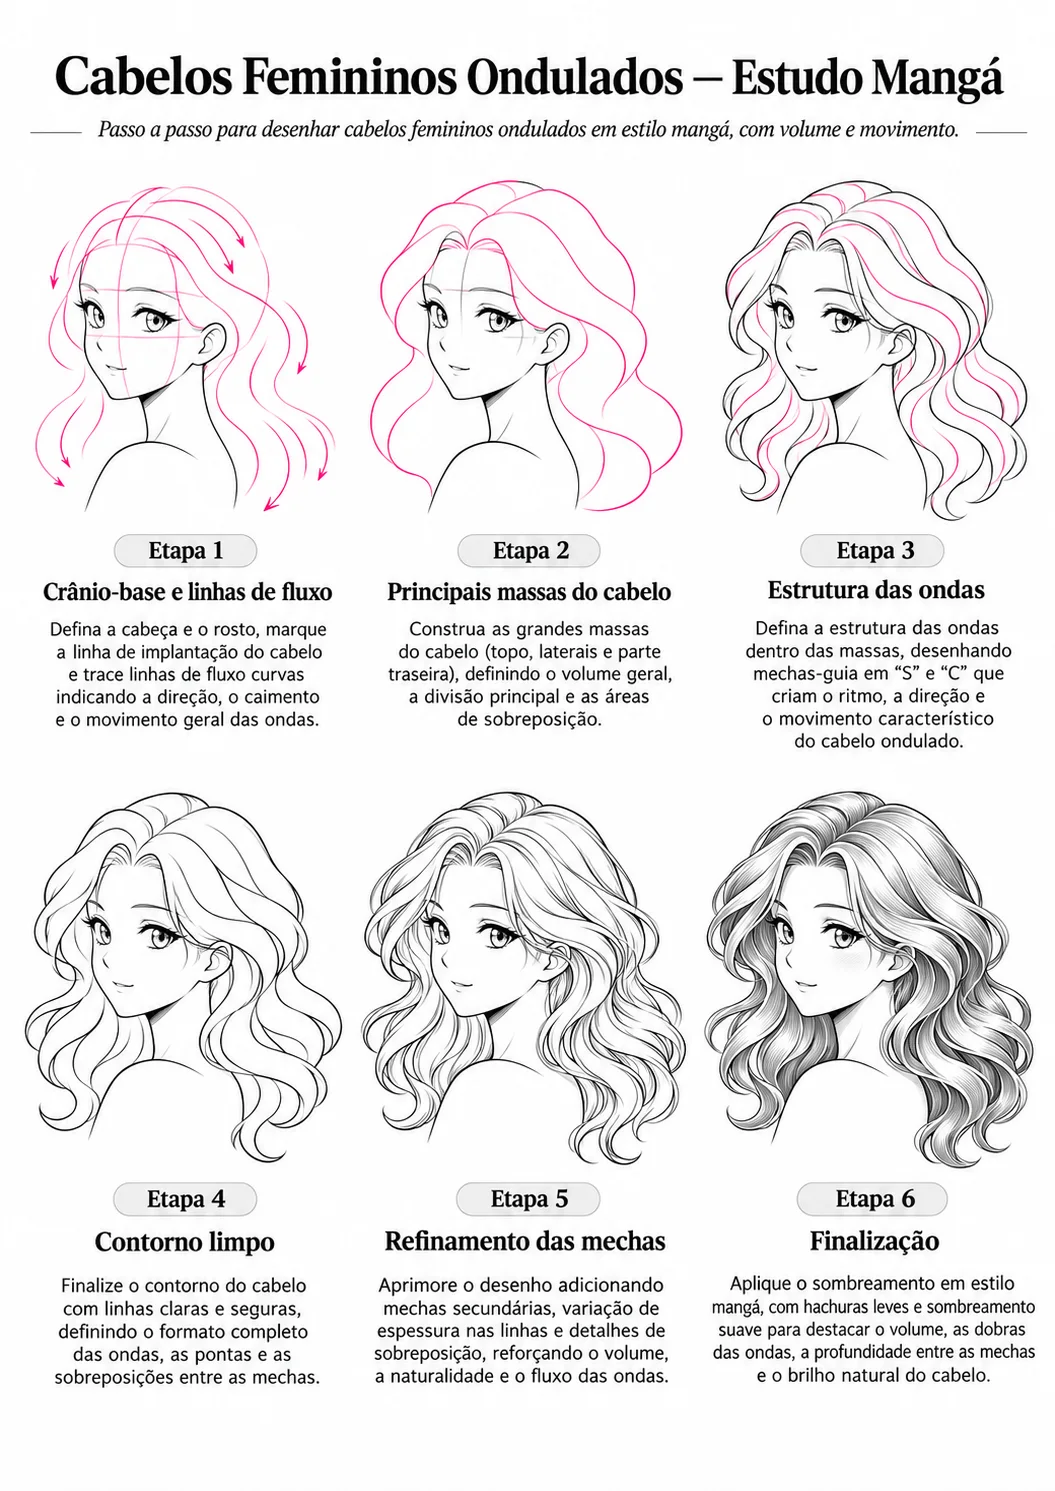 Cabelos Femininos Ondulados – Estudo Mangá
Passo a passo para desenhar cabelos femininos ondulados em estilo mangá, com volume e movimento.
Etapa 1
Crânio-base e linhas de fluxo
Defina a cabeça e o rosto, marque
a linha de implantação do cabelo
e trace linhas de fluxo curvas
indicando a direção, o caimento
e o movimento geral das ondas.
Etapa 2
Principais massas do cabelo
Construa as grandes massas
do cabelo (topo, laterais e parte
traseira), definindo o volume geral,
a divisão principal e as áreas
de sobreposição.
Etapa 3
Estrutura das ondas
Defina a estrutura das ondas
dentro das massas, desenhando
mechas-guia em “S” e “C” que
criam o ritmo, a direção e
o movimento característico
do cabelo ondulado.
Etapa 4
Contorno limpo
Finalize o contorno do cabelo
com linhas claras e seguras,
definindo o formato completo
das ondas, as pontas e as
sobreposições entre as mechas.
Etapa 5
Refinamento das mechas
Aprimore o desenho adicionando
mechas secundárias, variação de
espessura nas linhas e detalhes de
sobreposição, reforçando o volume,
a naturalidade e o fluxo das ondas.
Etapa 6
Finalização
Aplique o sombreamento em estilo
mangá, com hachuras leves e sombreamento
suave para destacar o volume, as dobras
das ondas, a profundidade entre as mechas
e o brilho natural do cabelo.